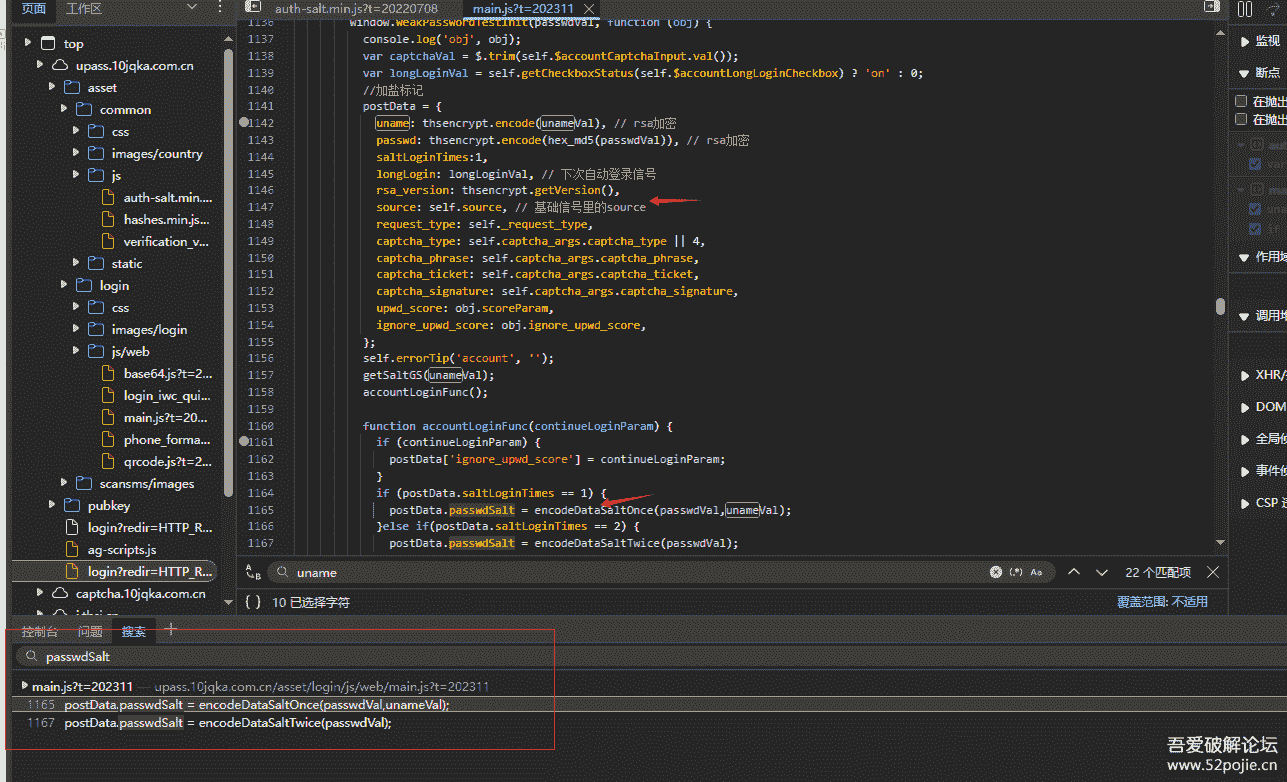 页面 工作区
auth-salt.min.js?t=20220708 main.js?t=202311
top
upass.10jqka.com.cn
asset
common
css
images/country
js
auth-salt.min....
hashes.min.js...
verification_v...
static
login
css
images/login
js/web
base64.js?t=2...
login_iwc_qui...
main.js?t=20...
phone_forma...
qrcode.js?t=2...
scansms/images
pubkey
login?redir=HTTP_R...
ag-scripts.js
login?redir=HTTP_R...
captcha.10jqka.com.cn
1136 window.WeakPasswordTestInit(passwdVal, function (obj) {
1137 console.log('obj', obj);
1138 var captchaVal = $.trim(self.$accountCaptchaInput.val());
1139 var longLoginVal = self.getCheckboxStatus(self.$accountLongLoginCheckbox) ? 'on' : 0;
1140 //加盐标记
1141 postData = {
1142 uname: thsencrypt.encode(unameVal), // rsa加密
1143 passwd: thsencrypt.encode(hex_md5(passwdVal)), // rsa加密
1144 saltLoginTimes:1,
1145 longLogin: longLoginVal, // 下次自动登录信号
1146 rsa_version: thsencrypt.getVersion(),
1147 source: self.source, // 基础信号里的source
1148 request_type: self._request_type,
1149 captcha_type: self.captcha_args.captcha_type || 4,
1150 captcha_phrase: self.captcha_args.captcha_phrase,
1151 captcha_ticket: self.captcha_args.captcha_ticket,
1152 captcha_signature: self.captcha_args.captcha_signature,
1153 upwd_score: obj.scoreParam,
1154 ignore_upwd_score: obj.ignore_upwd_score,
1155 };
1156 self.errorTip('account', '');
1157 getSaltGS(unameVal);
1158 accountLoginFunc();
1159
1160 function accountLoginFunc(continueLoginParam) {
1161 if (continueLoginParam) {
1162 postData['ignore_upwd_score'] = continueLoginParam;
1163 }
1164 if (postData.saltLoginTimes == 1) {
1165 postData.passwdSalt = encodeDataSaltOnce(passwdVal,unameVal);
1166 }else if(postData.saltLoginTimes == 2) {
1167 postData.passwdSalt = encodeDataSaltTwice(passwdVal);
uname .* Aa 22 个匹配项
{ } 10 已选择字符 覆盖范围: 不适用
监视
断点
在抛出
在抛出
作用域
XHR/
DOM
全局侦
事件侦
CSP
控制台 问题 搜索
passwdSalt
main.js?t=202311 — upass.10jqka.com.cn/asset/login/js/web/main.js?t=202311
1165 postData.passwdSalt = encodeDataSaltOnce(passwdVal,unameVal);
1167 postData.passwdSalt = encodeDataSaltTwice(passwdVal);
吾爱破解论坛
www.52pojie.cn